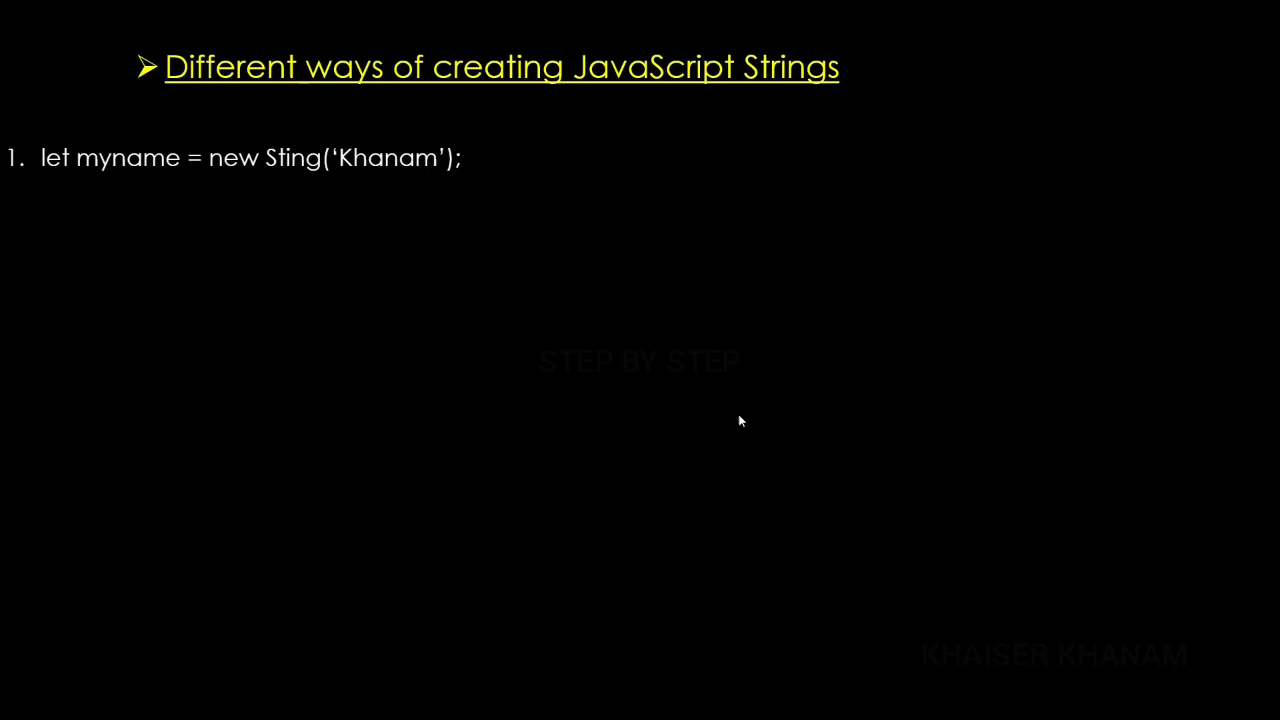 ➢ Different ways of creating JavaScript Strings
1. let myname = new Sting(‘Khanam’);
STEP BY STEP
KHAISER KHANAM